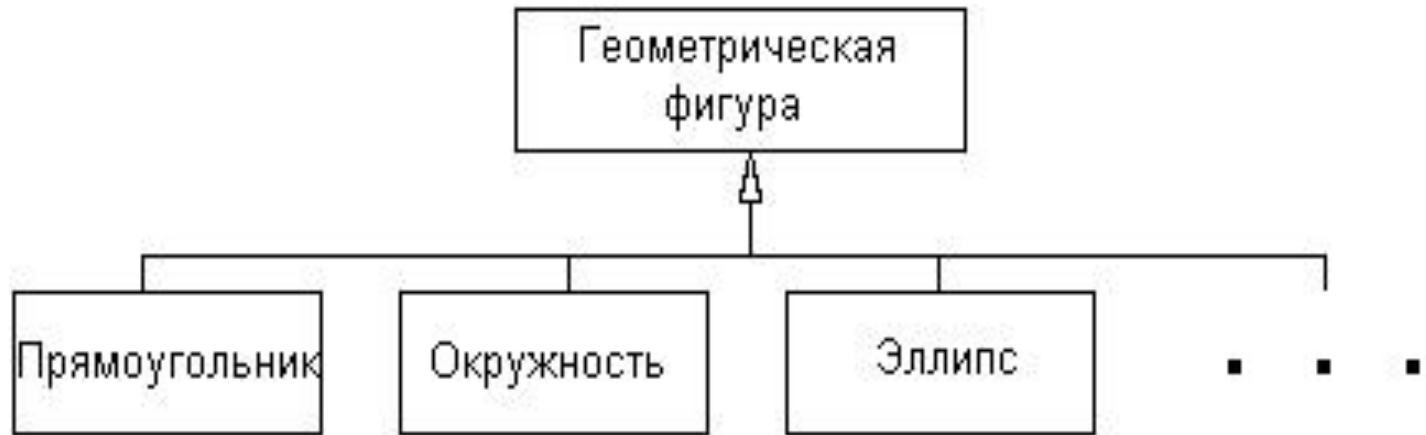 Геометрическая
фигура
Прямоугольник
Окружность
Эллипс
. . .